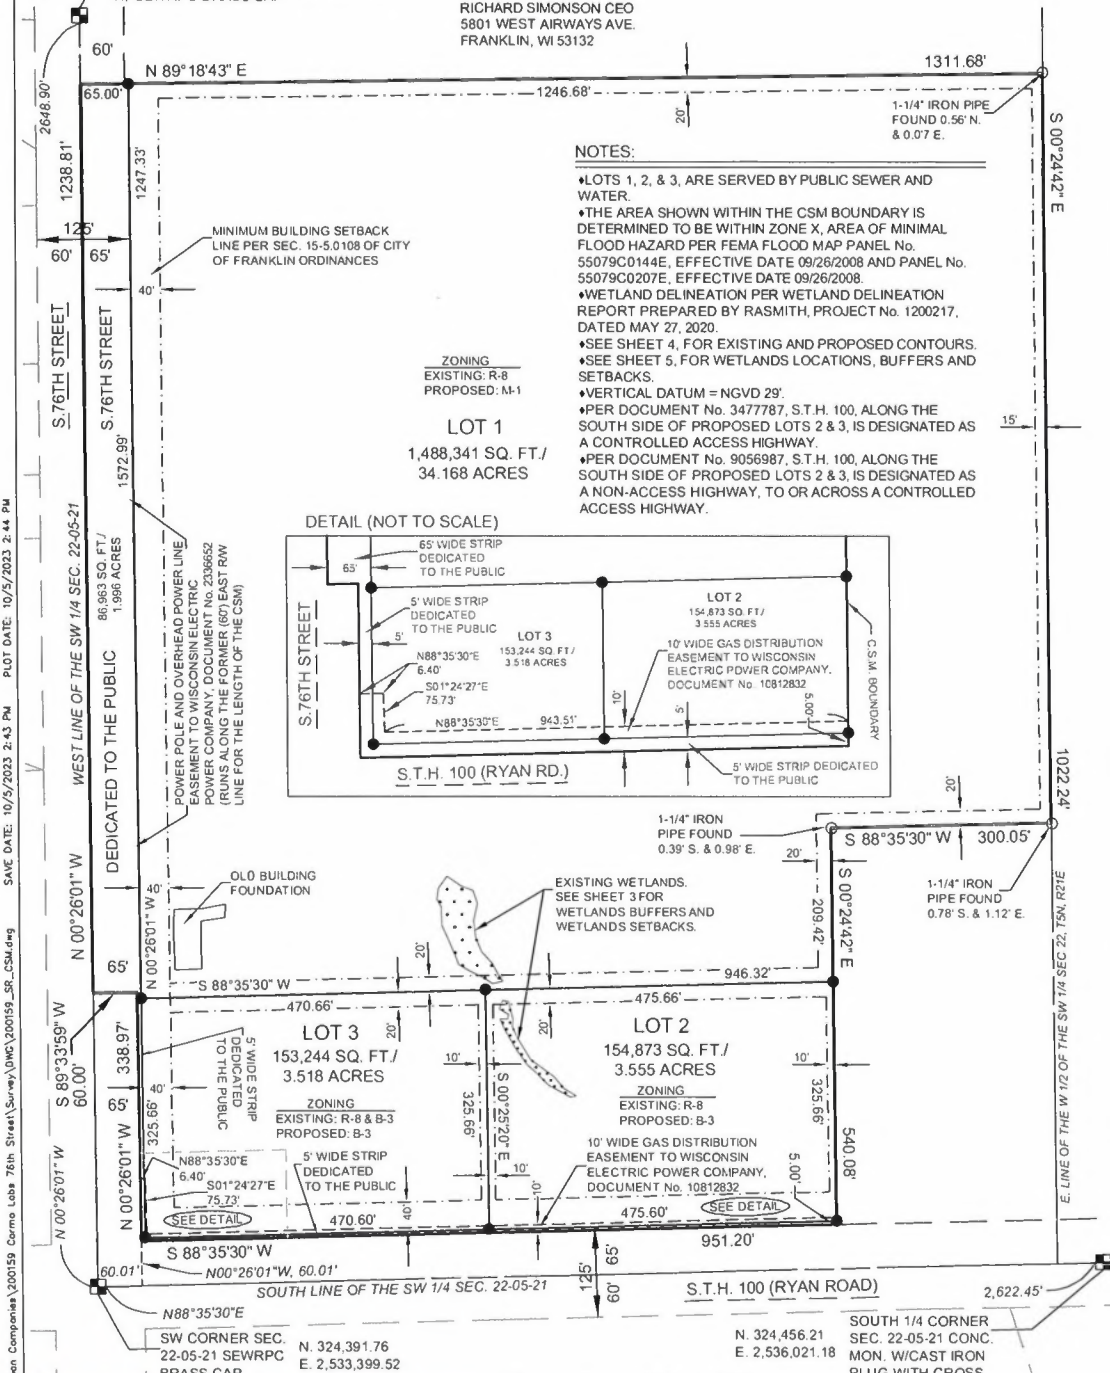 RICHARD SIMONSON CEO
5801 WEST AIRWAYS AVE.
FRANKLIN, WI 53132
60'
N 89°18'43" E
1311.68'
65.00'
1246.68'
20'
1-1/4" IRON PIPE
FOUND 0.56' N.
& 0.07 E.
2648.90'
1238.81'
1247.33'
S 00°24'42" E
NOTES:
♦LOTS 1, 2, & 3, ARE SERVED BY PUBLIC SEWER AND
WATER.
♦THE AREA SHOWN WITHIN THE CSM BOUNDARY IS
DETERMINED TO BE WITHIN ZONE X, AREA OF MINIMAL
FLOOD HAZARD PER FEMA FLOOD MAP PANEL No.
55079C0144E, EFFECTIVE DATE 09/26/2008 AND PANEL No.
55079C0207E, EFFECTIVE DATE 09/26/2008.
♦WETLAND DELINEATION PER WETLAND DELINEATION
REPORT PREPARED BY RASMITH, PROJECT No. 1200217,
DATED MAY 27, 2020.
♦SEE SHEET 4, FOR EXISTING AND PROPOSED CONTOURS.
♦SEE SHEET 5, FOR WETLANDS LOCATIONS, BUFFERS AND
SETBACKS.
♦VERTICAL DATUM = NGVD 29'.
♦PER DOCUMENT No. 3477787, S.T.H. 100, ALONG THE
SOUTH SIDE OF PROPOSED LOTS 2 & 3, IS DESIGNATED AS
A CONTROLLED ACCESS HIGHWAY.
♦PER DOCUMENT No. 9056987, S.T.H. 100, ALONG THE
SOUTH SIDE OF PROPOSED LOTS 2 & 3, IS DESIGNATED AS
A NON-ACCESS HIGHWAY, TO OR ACROSS A CONTROLLED
ACCESS HIGHWAY.
MINIMUM BUILDING SETBACK
LINE PER SEC. 15-5.0108 OF CITY
OF FRANKLIN ORDINANCES
125'
60' 65'
40'
S.76TH STREET
S.76TH STREET
ZONING
EXISTING: R-8
PROPOSED: M-1
LOT 1
1,488,341 SQ. FT./
34.168 ACRES
15'
1572.99'
WEST LINE OF THE SW 1/4 SEC. 22-05-21
86,963 SQ. FT./
1.996 ACRES
DEDICATED TO THE PUBLIC
POWER POLE AND OVERHEAD POWER LINE
EASEMENT TO WISCONSIN ELECTRIC
POWER COMPANY, DOCUMENT No. 2336652
(RUNS ALONG THE FORMER (60') EAST R/W
LINE FOR THE LENGTH OF THE CSM)
DETAIL (NOT TO SCALE)
65' WIDE STRIP
DEDICATED
TO THE PUBLIC
65'
5' WIDE STRIP
DEDICATED
TO THE PUBLIC
5'
S.76TH STREET
N88°35'30"E
6.40'
S01°24'27"E
75.73'
LOT 3
153,244 SQ. FT./
3.518 ACRES
LOT 2
154,873 SQ. FT./
3.555 ACRES
10' WIDE GAS DISTRIBUTION
EASEMENT TO WISCONSIN
ELECTRIC POWER COMPANY.
DOCUMENT No. 10812832
C.S.M. BOUNDARY
10'
5'
5.00'
N88°35'30"E
943.51'
5' WIDE STRIP DEDICATED
TO THE PUBLIC
S.T.H. 100 (RYAN RD.)
1022.24'
20'
1-1/4" IRON
PIPE FOUND
0.39' S. & 0.98' E.
S 88°35'30" W
300.05'
20'
1-1/4" IRON
PIPE FOUND
0.78' S. & 1.12' E.
S 00°24'42" E
209.42'
OLD BUILDING
FOUNDATION
EXISTING WETLANDS.
SEE SHEET 3 FOR
WETLANDS BUFFERS AND
WETLANDS SETBACKS.
N 00°26'01" W
40'
N 00°26'01" W
65'
S 88°35'30" W
20'
946.32'
470.66'
475.66'
20'
20'
S 89°33'59" W
60.00'
338.97'
65'
40'
325.66'
N 00°26'01" W
5' WIDE STRIP
DEDICATED
TO THE PUBLIC
LOT 3
153,244 SQ. FT./
3.518 ACRES
ZONING
EXISTING: R-8 & B-3
PROPOSED: B-3
10'
325.66'
S 00°25'20" E
LOT 2
154,873 SQ. FT./
3.555 ACRES
ZONING
EXISTING: R-8
PROPOSED: B-3
10'
325.66'
540.08'
N88°35'30"E
6.40'
S01°24'27"E
75.73'
5' WIDE STRIP
DEDICATED
TO THE PUBLIC
10' WIDE GAS DISTRIBUTION
EASEMENT TO WISCONSIN
ELECTRIC POWER COMPANY,
DOCUMENT No. 10812832
5.00'
10'
10'
SEE DETAIL
470.60'
40'
475.60'
SEE DETAIL
951.20'
S 88°35'30" W
N 00°26'01" W
60.01'
N00°26'01"W, 60.01'
SOUTH LINE OF THE SW 1/4 SEC. 22-05-21
125'
65'
60'
S.T.H. 100 (RYAN ROAD)
2,622.45'
N88°35'30"E
SW CORNER SEC.
22-05-21 SEWRPC
BRASS CAP
N. 324,391.76
E. 2,533,399.52
N. 324,456.21
E. 2,536,021.18
SOUTH 1/4 CORNER
SEC. 22-05-21 CONC.
MON. W/CAST IRON
PLUG WITH CROSS
E. LINE OF THE W 1/2 OF THE SW 1/4 SEC 22, T5N, R21E
on Companies\200159 Cormo Labs 76th Street\Survey\DWG\200159_SR_CSM.dwg SAVE DATE: 10/5/2023 2:43 PM PLOT DATE: 10/5/2023 2:44 PM